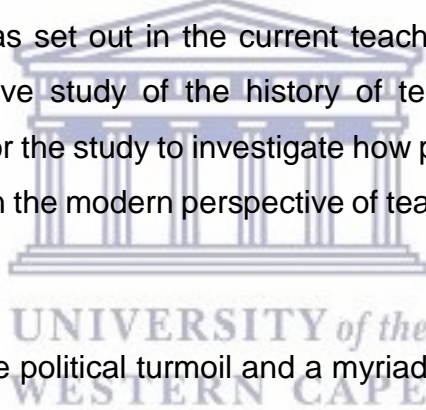 as set out in the current teach
ve study of the history of te
or the study to investigate how p
n the modern perspective of tea
UNIVERSITY of the
e political turmoil and a myriad
WESTERN CAPE